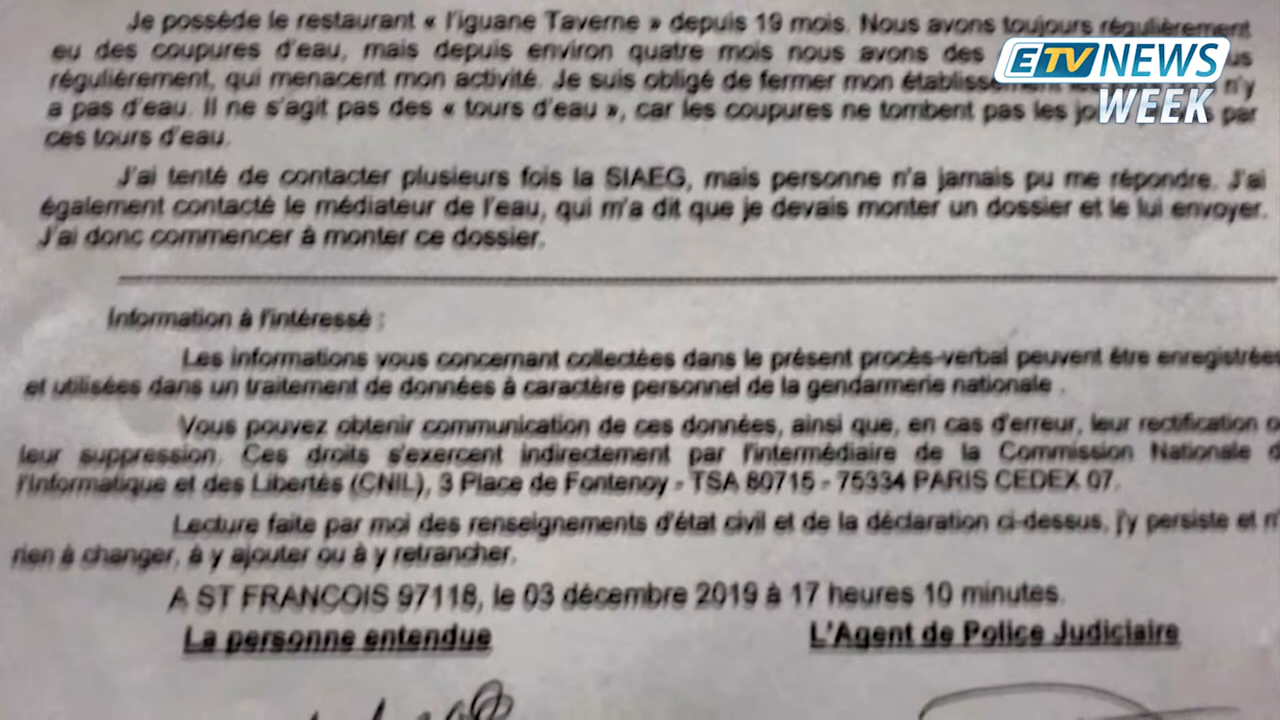 Je possède le restaurant « l'iguane Taverne » depuis 19 mois. Nous avons toujours régulièrement
eu des coupures d'eau, mais depuis environ quatre mois nous avons des
régulièrement, qui menacent mon activité. Je suis obligé de fermer mon n'y
a pas d'eau. Il ne s'agit pas des « tours d'eau », car les coupures ne tombent pas les par
ces tours d'eau.
J'ai tenté de contacter plusieurs fois la SIAEG, mais personne n'a jamais pu me répondre. J'ai
également contacté le médiateur de l'eau, qui m'a dit que je devais monter un dossier et le lui envoyer.
J'ai donc commencer à monter ce dossier.
Information à l'intéressé :
Les informations vous concernant collectées dans le présent procès-verbal peuvent être enregistrées
et utilisées dans un traitement de données à caractère personnel de la gendarmerie nationale .
Vous pouvez obtenir communication de ces données, ainsi que, en cas d'erreur, leur rectification o
leur suppression. Ces droits s'exercent indirectement par l'intermédiaire de la Commission Nationale d
l'Informatique et des Libertés (CNIL), 3 Place de Fontenoy - TSA 80715 - 75334 PARIS CEDEX 07.
Lecture faite par moi des renseignements d'état civil et de la déclaration ci-dessus, j'y persiste et n'
rien à changer, à y ajouter ou à y retrancher.
A ST FRANCOIS 97118, le 03 décembre 2019 à 17 heures 10 minutes.
La personne entendue
L'Agent de Police Judiciaire
ETV NEWS
WEEK